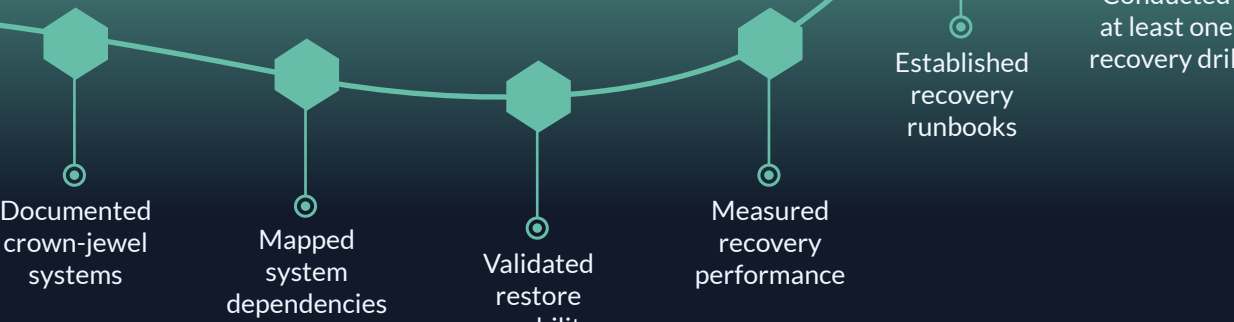 Documented
crown-jewel
systems
Mapped
system
dependencies
Validated
restore
Measured
recovery
performance
Established
recovery
runbooks
Conducted
at least one
recovery